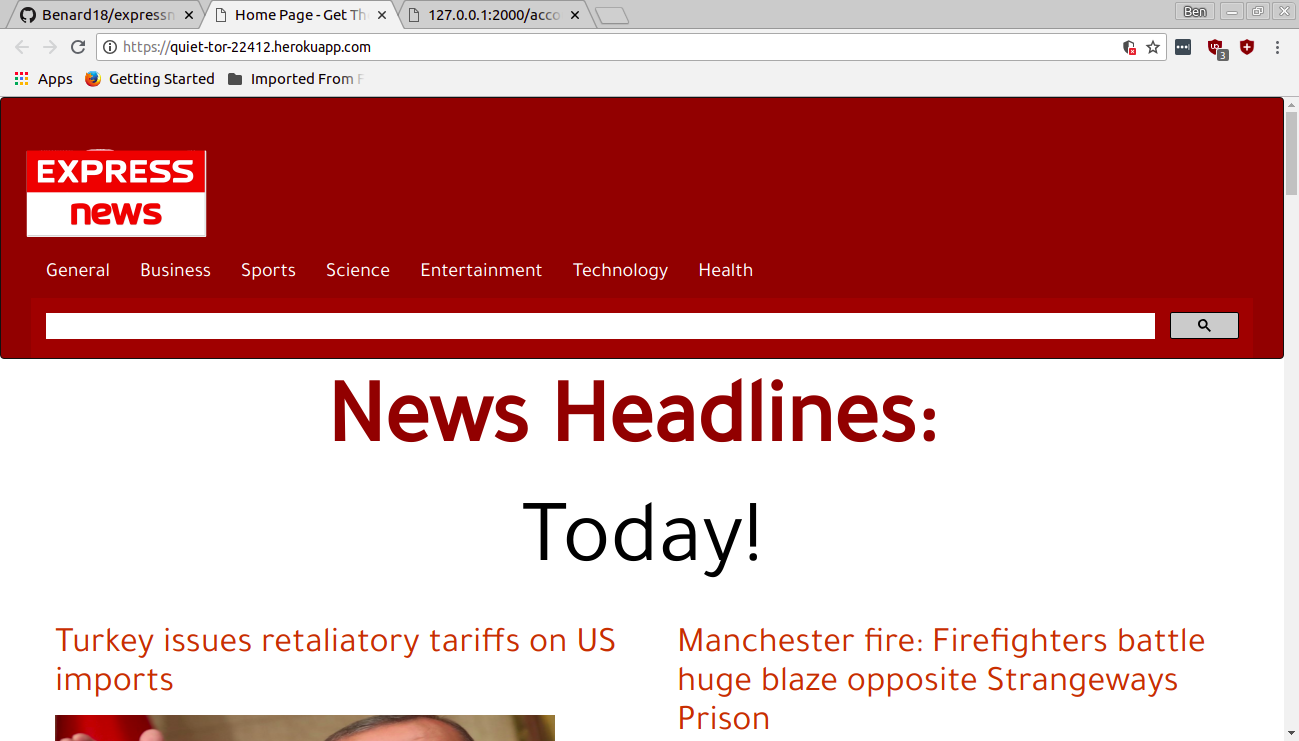 Benard18/expressn
Home Page - Get Th
127.0.0.1:2000/acco
Ben
https://quiet-tor-22412.herokuapp.com
3
Apps
Getting Started
Imported From F
EXPRESS
news
General Business Sports Science Entertainment Technology Health
News Headlines:
Today!
Turkey issues retaliatory tariffs on US
imports
Manchester fire: Firefighters battle
huge blaze opposite Strangeways
Prison